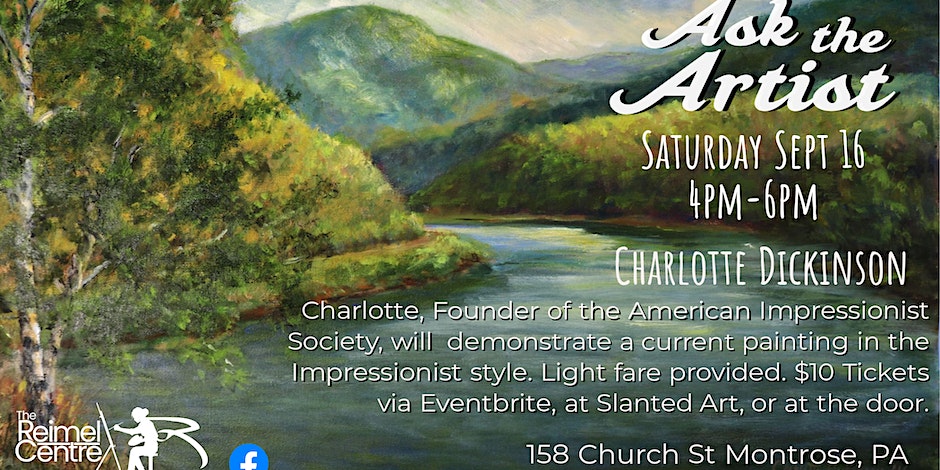 Ask the
Artist
Saturday Sept 16
4pm-6pm
Charlotte Dickinson
Charlotte, Founder of the American Impressionist
Society, will demonstrate a current painting in the
Impressionist style. Light fare provided. $10 Tickets
via Eventbrite, at Slanted Art, or at the door.
The
Reimel
Centre
158 Church St Montrose, PA